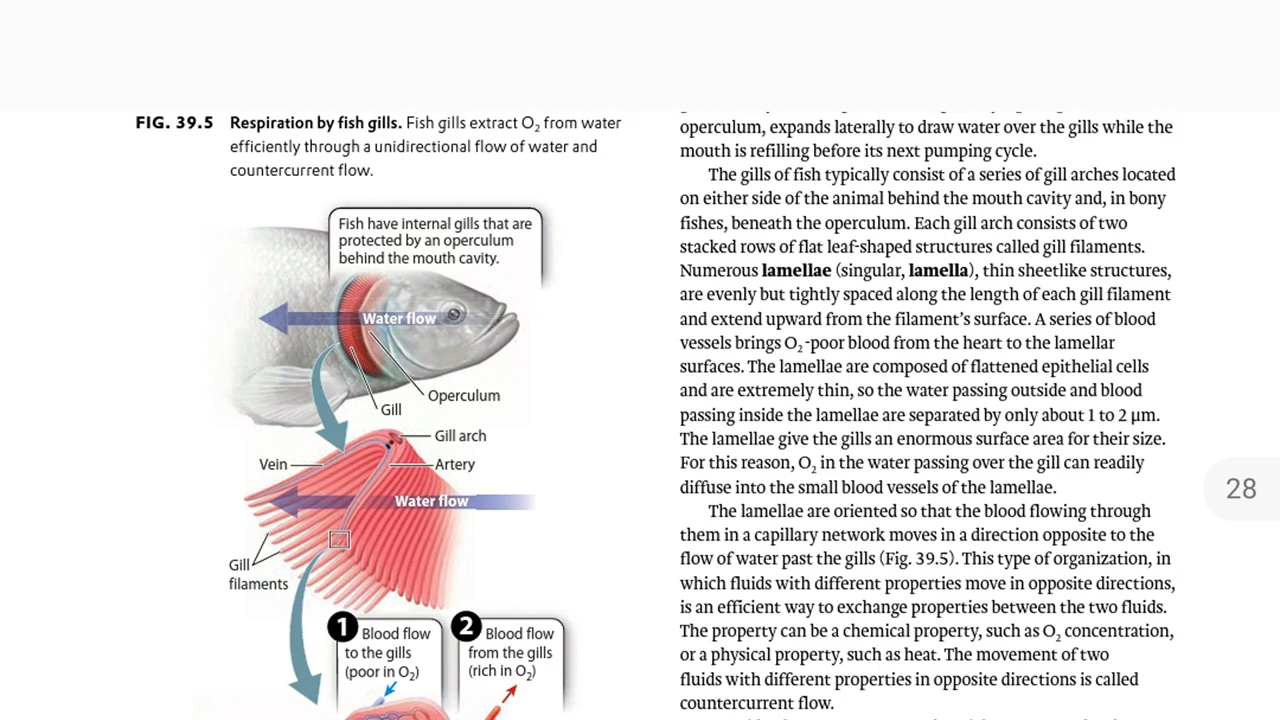 FIG. 39.5 Respiration by fish gills. Fish gills extract O₂ from water
efficiently through a unidirectional flow of water and
countercurrent flow.
Fish have internal gills that are
protected by an operculum
behind the mouth cavity.
Water flow
Operculum
Gill
Gill arch
Vein
Artery
Water flow
Gill
filaments
1 Blood flow
to the gills
(poor in O₂)
2 Blood flow
from the gills
(rich in O₂)
operculum, expands laterally to draw water over the gills while the
mouth is refilling before its next pumping cycle.
The gills of fish typically consist of a series of gill arches located
on either side of the animal behind the mouth cavity and, in bony
fishes, beneath the operculum. Each gill arch consists of two
stacked rows of flat leaf-shaped structures called gill filaments.
Numerous lamellae (singular, lamella), thin sheetlike structures,
are evenly but tightly spaced along the length of each gill filament
and extend upward from the filament's surface. A series of blood
vessels brings O₂-poor blood from the heart to the lamellar
surfaces. The lamellae are composed of flattened epithelial cells
and are extremely thin, so the water passing outside and blood
passing inside the lamellae are separated by only about 1 to 2 μm.
The lamellae give the gills an enormous surface area for their size.
For this reason, O₂ in the water passing over the gill can readily
diffuse into the small blood vessels of the lamellae.
The lamellae are oriented so that the blood flowing through
them in a capillary network moves in a direction opposite to the
flow of water past the gills (Fig. 39.5). This type of organization, in
which fluids with different properties move in opposite directions,
is an efficient way to exchange properties between the two fluids.
The property can be a chemical property, such as O₂ concentration,
or a physical property, such as heat. The movement of two
fluids with different properties in opposite directions is called
countercurrent flow.
28